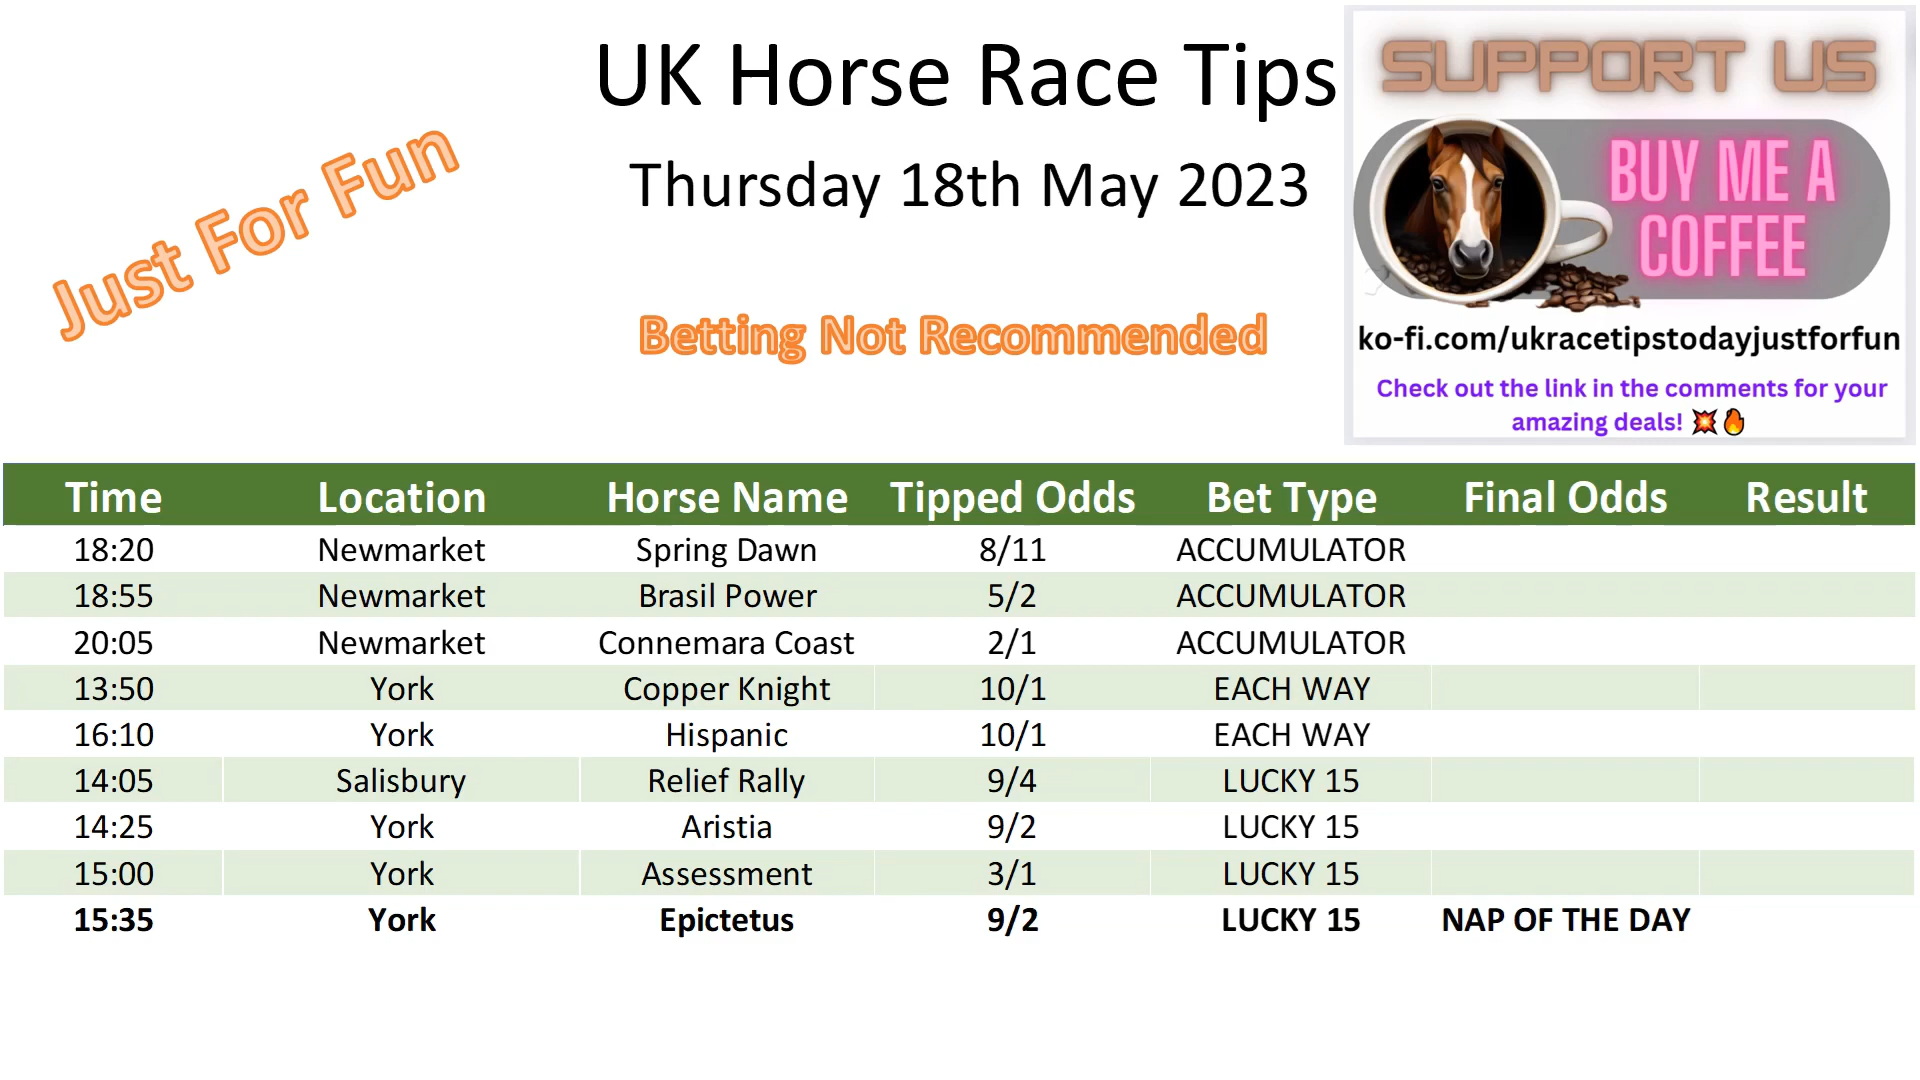 UK Horse Race Tips
Thursday 18th May 2023
Just For Fun
Betting Not Recommended
SUPPORT US
BUY ME A
COFFEE
ko-fi.com/ukracetipstodayjustforfun
Check out the link in the comments for your
amazing deals! 💥🔥
Time Location Horse Name Tipped Odds Bet Type Final Odds Result
18:20 Newmarket Spring Dawn 8/11 ACCUMULATOR
18:55 Newmarket Brasil Power 5/2 ACCUMULATOR
20:05 Newmarket Connemara Coast 2/1 ACCUMULATOR
13:50 York Copper Knight 10/1 EACH WAY
16:10 York Hispanic 10/1 EACH WAY
14:05 Salisbury Relief Rally 9/4 LUCKY 15
14:25 York Aristia 9/2 LUCKY 15
15:00 York Assessment 3/1 LUCKY 15
15:35 York Epictetus 9/2 LUCKY 15 NAP OF THE DAY